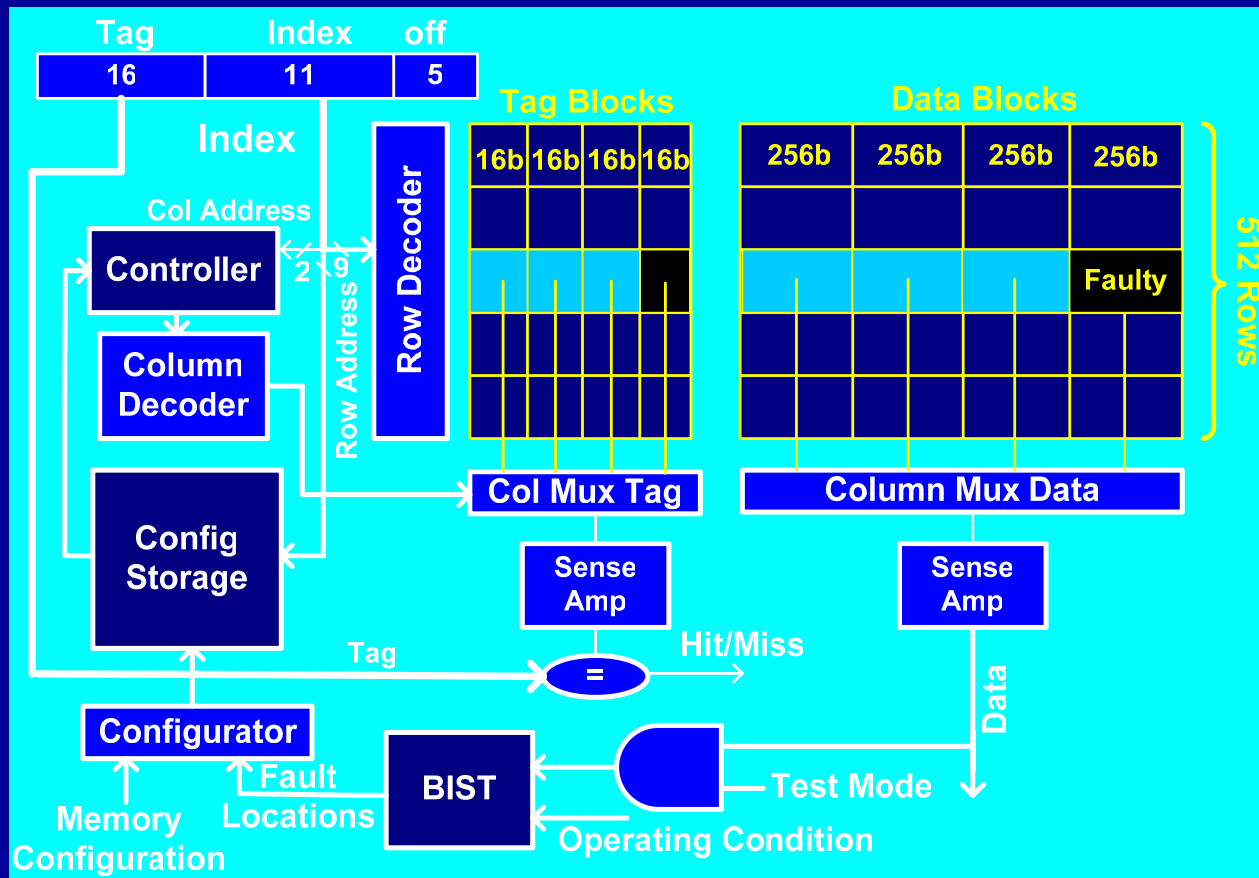 Tag Index off
16 11 5
Index
Tag Blocks
Data Blocks
16b 16b 16b 16b
256b 256b 256b 256b
Row Decoder
Col Address
2 9
Row Address
Controller
Column
Decoder
Faulty
512 Rows
Config
Storage
Col Mux Tag
Column Mux Data
Sense
Amp
Sense
Amp
Tag
=
Hit/Miss
Data
Configurator
Fault
Locations
BIST
Test Mode
Operating Condition
Memory
Configuration